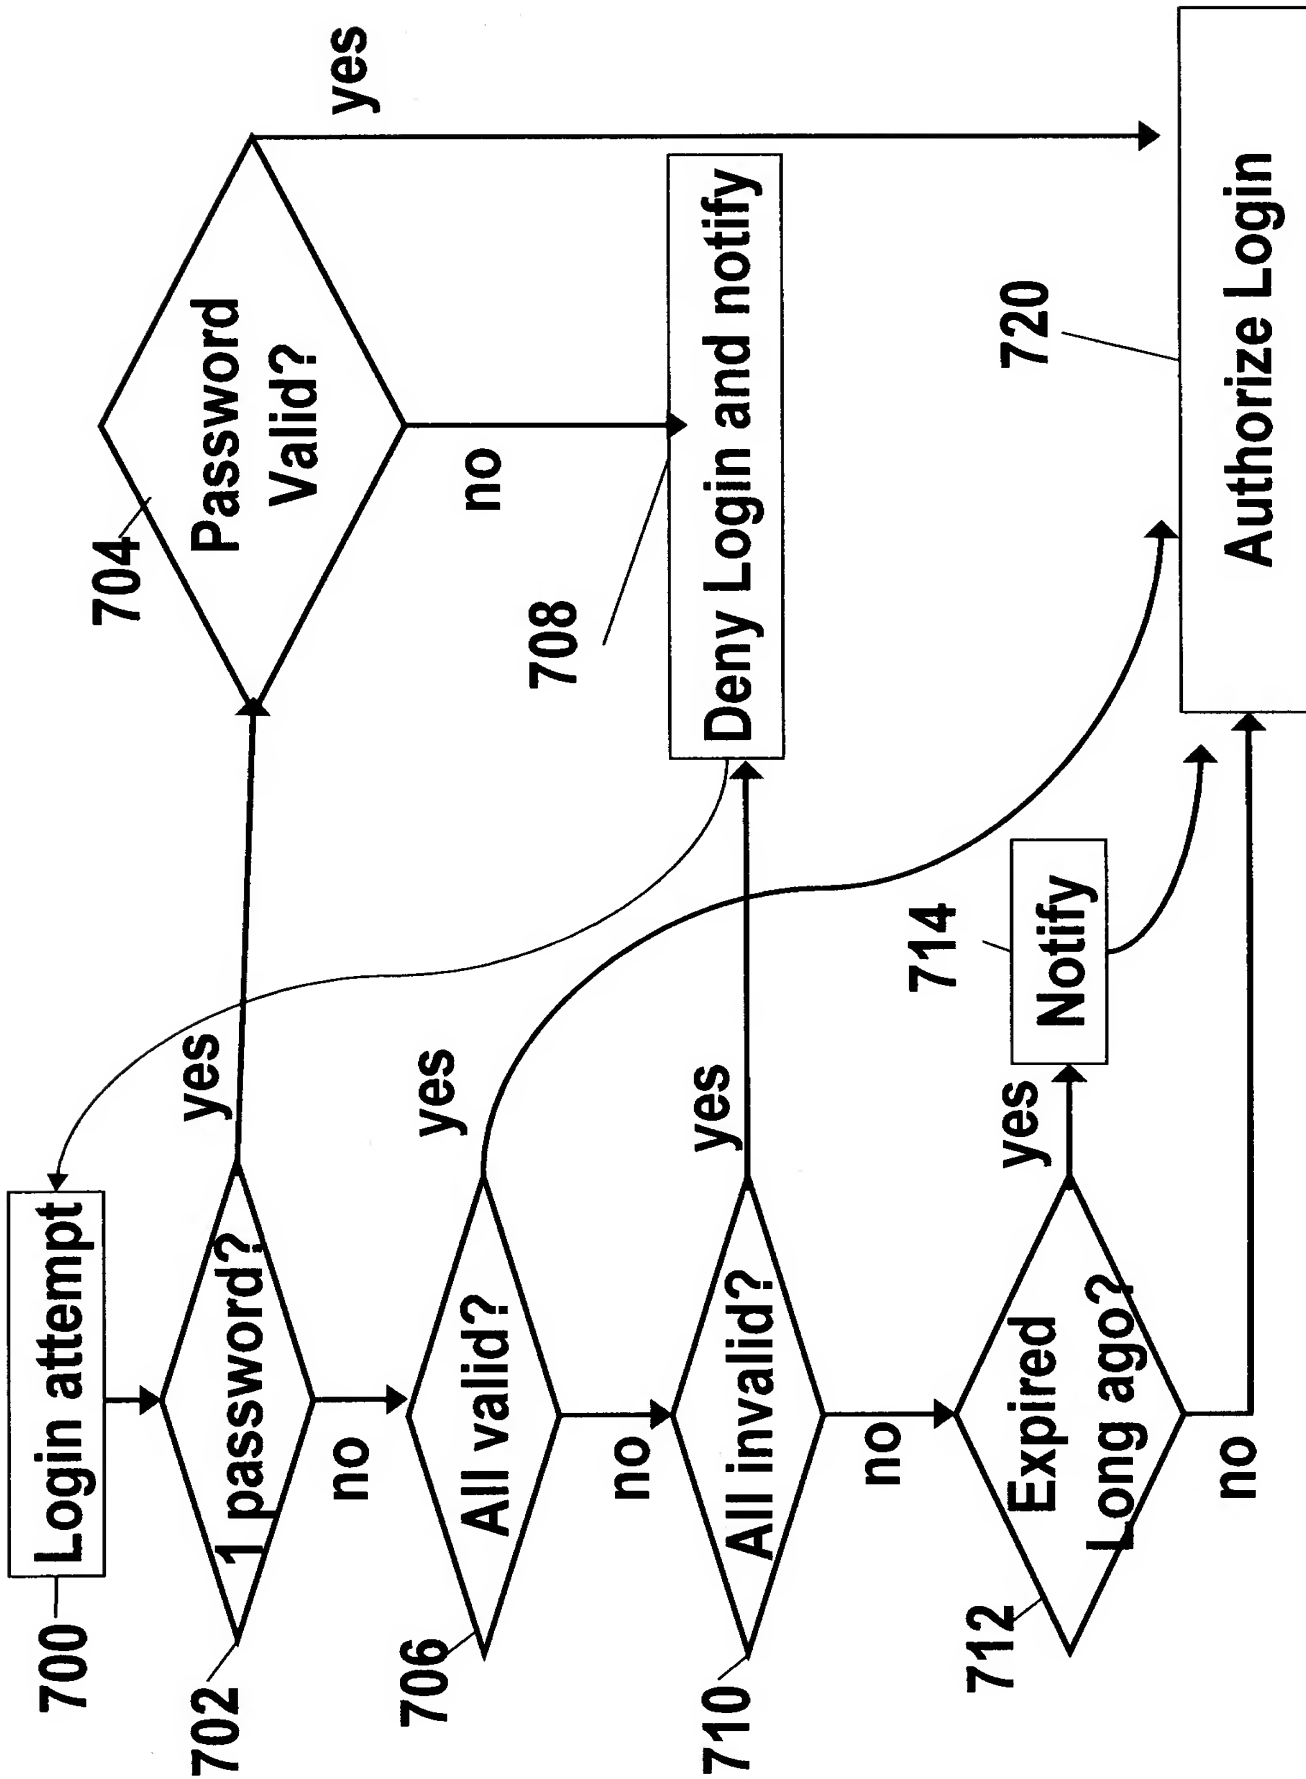 700
Login attempt
702
1 password?
yes
no
704
Password
Valid?
yes
no
706
All valid?
yes
no
708
Deny Login and notify
710
All invalid?
yes
no
712
Expired
Long ago?
yes
no
714
Notify
720
Authorize Login